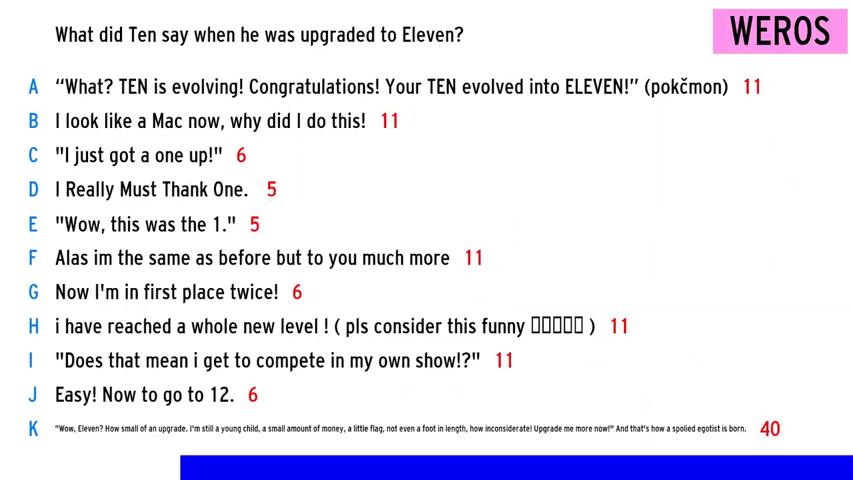 What did Ten say when he was upgraded to Eleven?
WEROS
A “What? TEN is evolving! Congratulations! Your TEN evolved into ELEVEN!” (pokčmon) 11
B I look like a Mac now, why did I do this! 11
C "I just got a one up!" 6
D I Really Must Thank One. 5
E "Wow, this was the 1." 5
F Alas im the same as before but to you much more 11
G Now I'm in first place twice! 6
H i have reached a whole new level ! ( pls consider this funny ▯▯▯▯▯ ) 11
I "Does that mean i get to compete in my own show!?" 11
J Easy! Now to go to 12. 6
K "Wow, Eleven? How small of an upgrade. I'm still a young child, a small amount of money, a little flag, not even a foot in length, how inconsiderate! Upgrade me more now!" And that's how a spolied egotist is born. 40